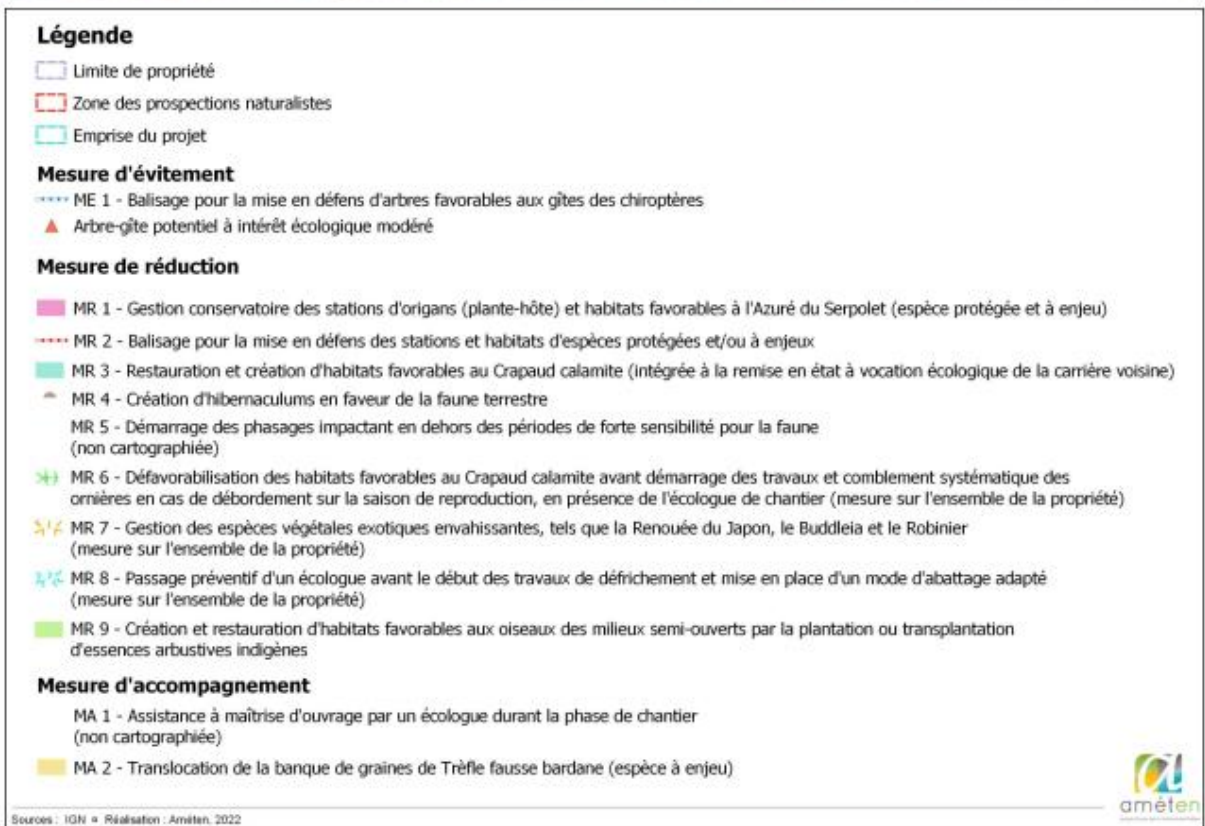 Légende
Limite de propriété
Zone des prospections naturalistes
Emprise du projet
Mesure d'évitement
ME 1 - Balisage pour la mise en défens d'arbres favorables aux gîtes des chiroptères
Arbre-gîte potentiel à intérêt écologique modéré
Mesure de réduction
MR 1 - Gestion conservatoire des stations d'origans (plante-hôte) et habitats favorables à l'Azuré du Serpolet (espèce protégée et à enjeu)
MR 2 - Balisage pour la mise en défens des stations et habitats d'espèces protégées et/ou à enjeux
MR 3 - Restauration et création d'habitats favorables au Crapaud calamite (intégrée à la remise en état à vocation écologique de la carrière voisine)
MR 4 - Création d'hibernaculums en faveur de la faune terrestre
MR 5 - Démarrage des phasages impactant en dehors des périodes de forte sensibilité pour la faune
(non cartographiée)
MR 6 - Défavorabilisation des habitats favorables au Crapaud calamite avant démarrage des travaux et comblement systématique des
ornières en cas de débordement sur la saison de reproduction, en présence de l'écologue de chantier (mesure sur l'ensemble de la propriété)
MR 7 - Gestion des espèces végétales exotiques envahissantes, tels que la Renouée du Japon, le Buddleia et le Robinier
(mesure sur l'ensemble de la propriété)
MR 8 - Passage préventif d'un écologue avant le début des travaux de défrichement et mise en place d'un mode d'abattage adapté
(mesure sur l'ensemble de la propriété)
MR 9 - Création et restauration d'habitats favorables aux oiseaux des milieux semi-ouverts par la plantation ou transplantation
d'essences arbustives indigènes
Mesure d'accompagnement
MA 1 - Assistance à maîtrise d'ouvrage par un écologue durant la phase de chantier
(non cartographiée)
MA 2 - Translocation de la banque de graines de Trèfle fausse bardane (espèce à enjeu)
améten
Sources : IGN ¤ Réalisation : Améten, 2022